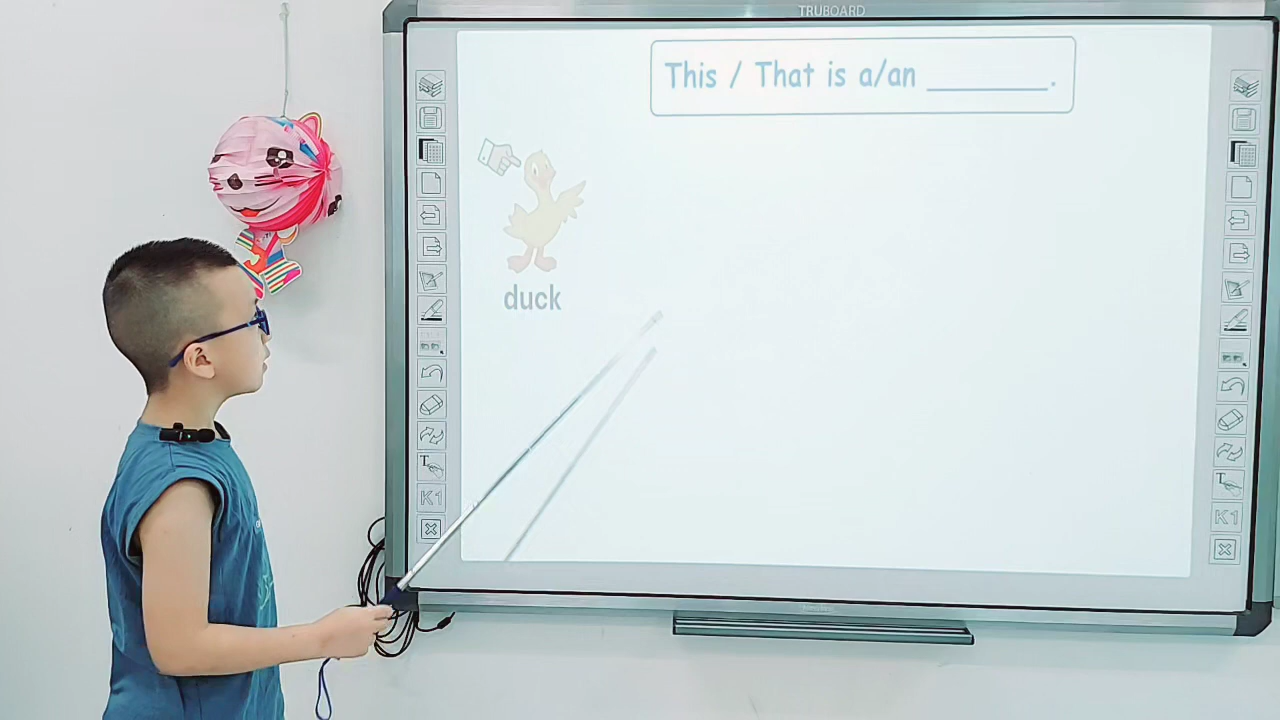 TRUBOARD
This / That is a/an ________.
duck
T
K1
T
K1